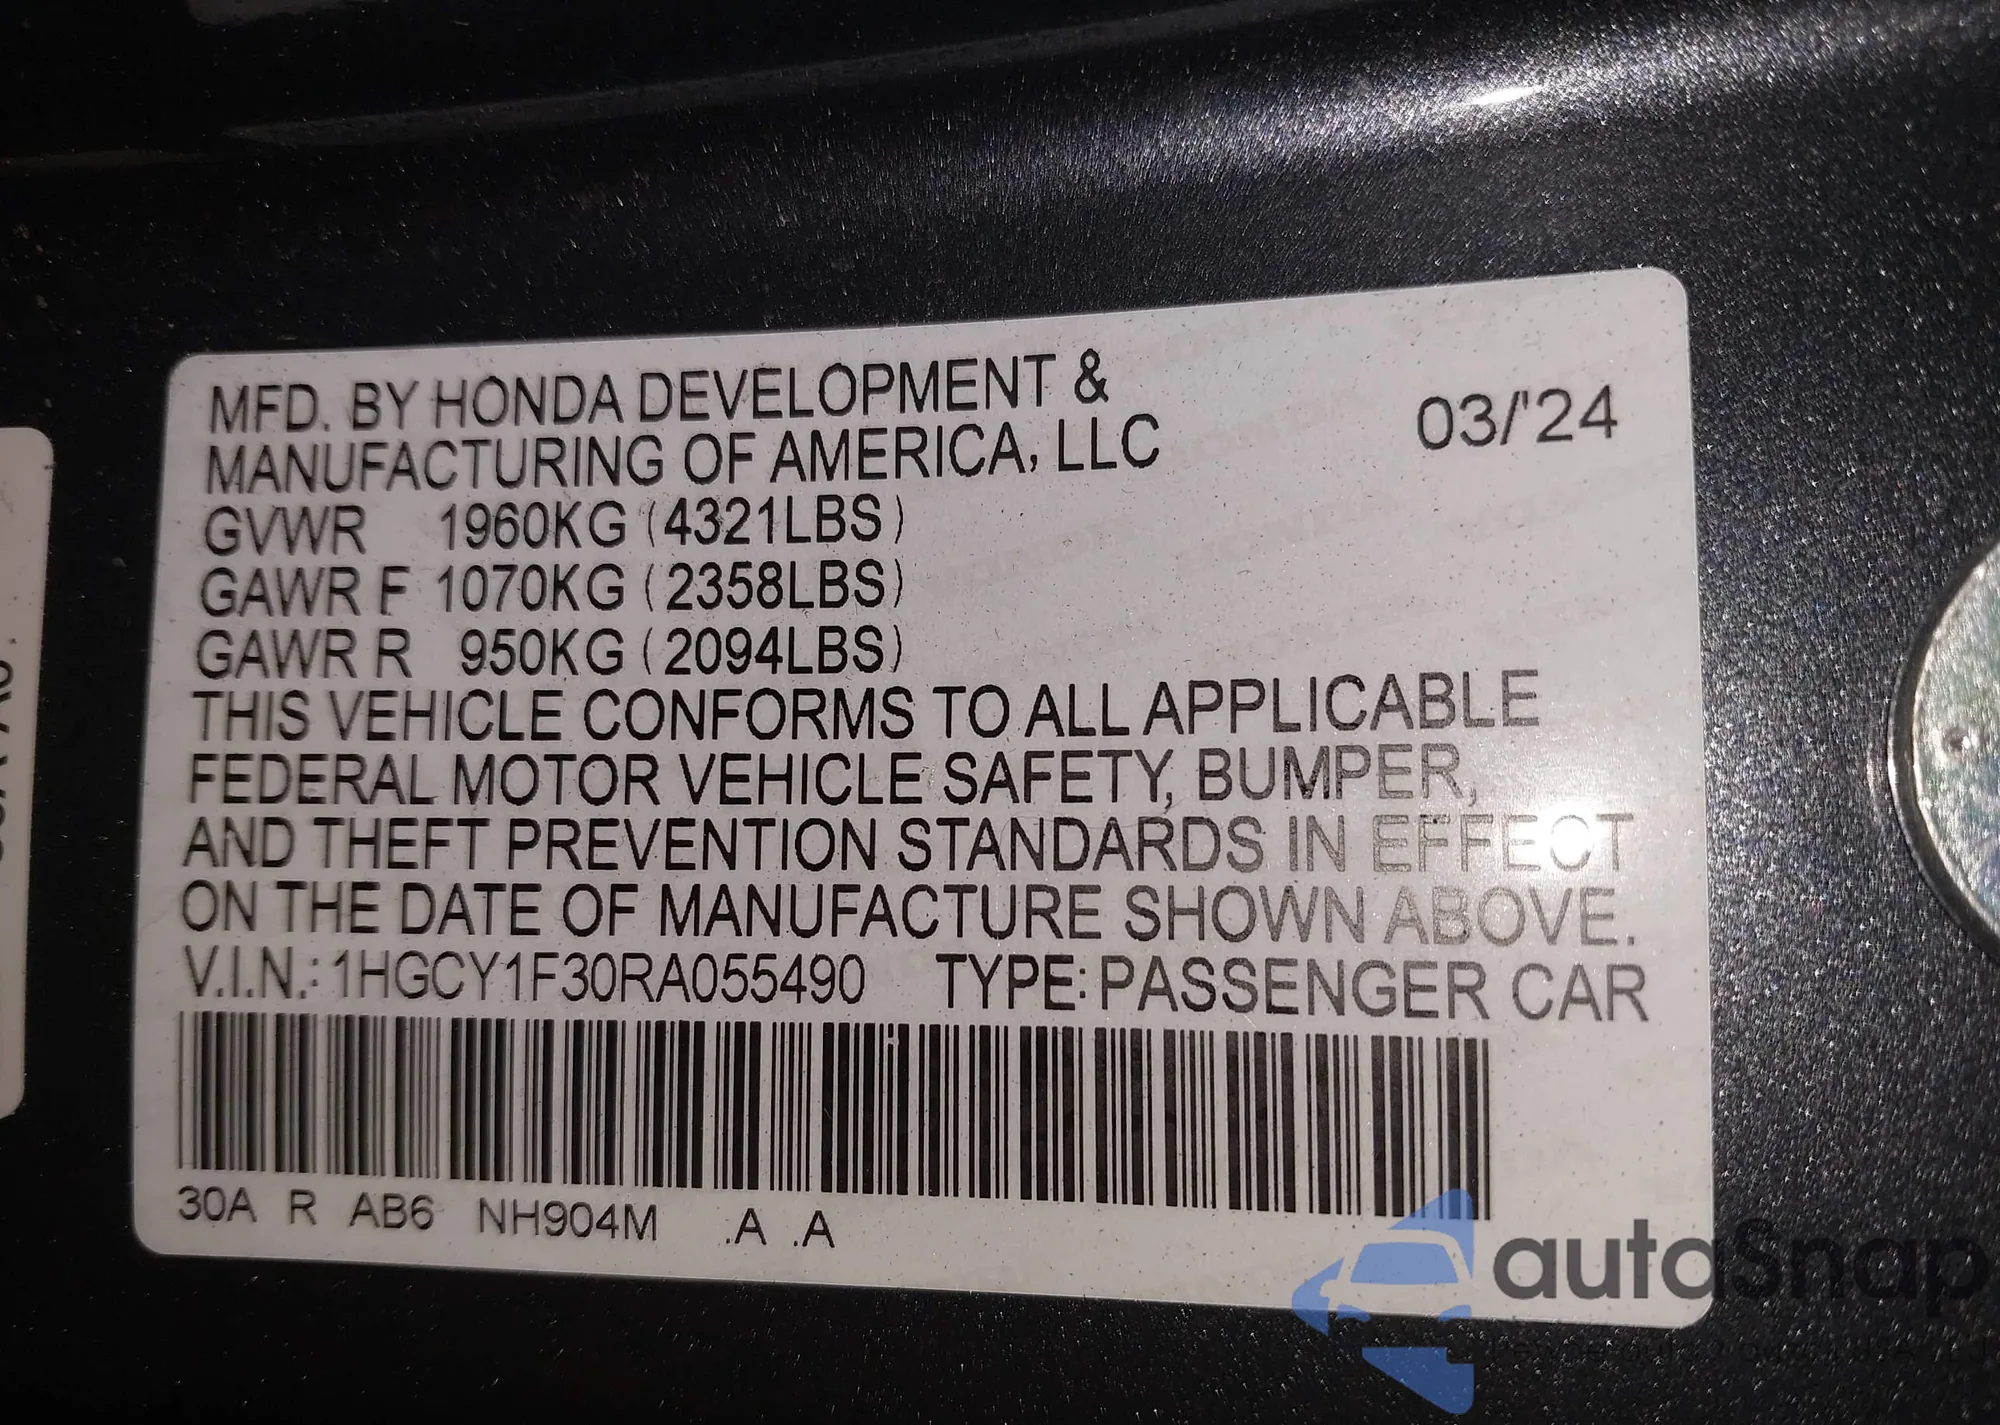 MFD. BY HONDA DEVELOPMENT &
MANUFACTURING OF AMERICA, LLC
03/'24
GVWR 1960KG (4321LBS)
GAWR F 1070KG (2358LBS)
GAWR R 950KG (2094LBS)
THIS VEHICLE CONFORMS TO ALL APPLICABLE
FEDERAL MOTOR VEHICLE SAFETY, BUMPER,
AND THEFT PREVENTION STANDARDS IN EFFECT
ON THE DATE OF MANUFACTURE SHOWN ABOVE.
V.I.N.: 1HGCY1F30RA055490 TYPE: PASSENGER CAR
30A R AB6 NH904M .A .A
autaSnap